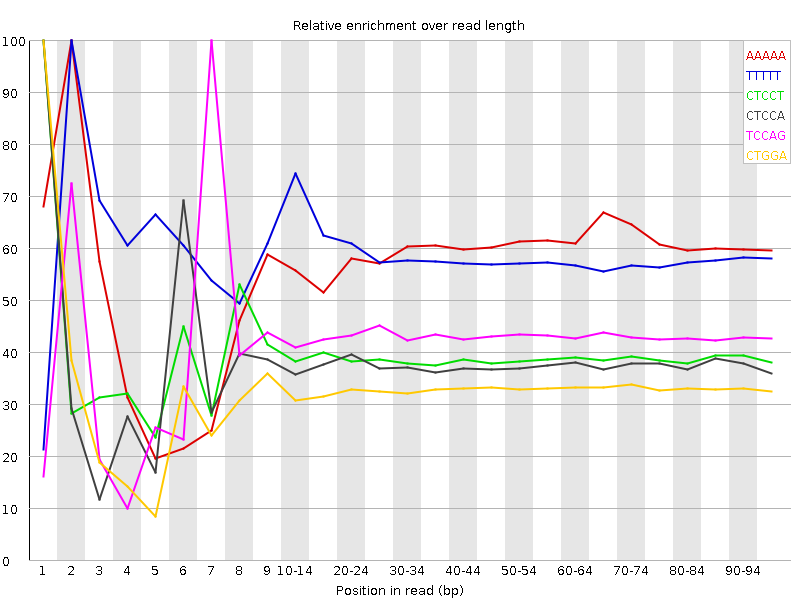 Relative enrichment over read length
100
90
80
70
60
50
40
30
20
10
0
AAAAA
TTTTT
CTCCT
CTCCA
TCCAG
CTGGA
1 2 3 4 5 6 7 8 9 10-14 20-24 30-34 40-44 50-54 60-64 70-74 80-84 90-94
Position in read (bp)